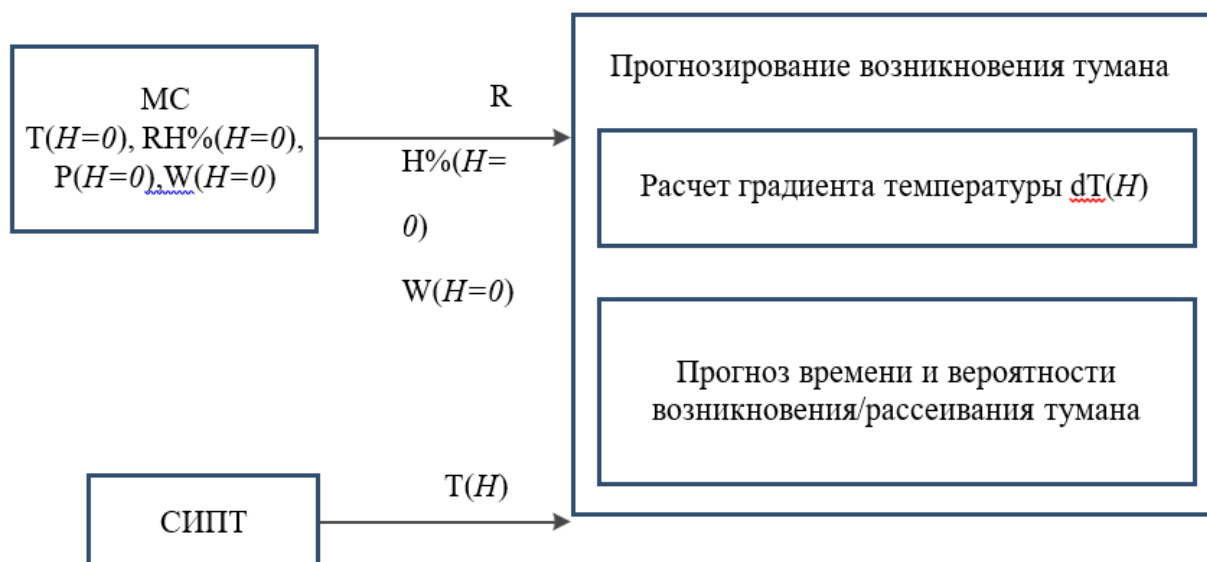 МС
T(H=0), RH%(H=0),
P(H=0),W(H=0)
R
H%(H=
0)
W(H=0)
Прогнозирование возникновения тумана
Расчет градиента температуры dT(H)
Прогноз времени и вероятности
возникновения/рассеивания тумана
T(H)
СИПТ